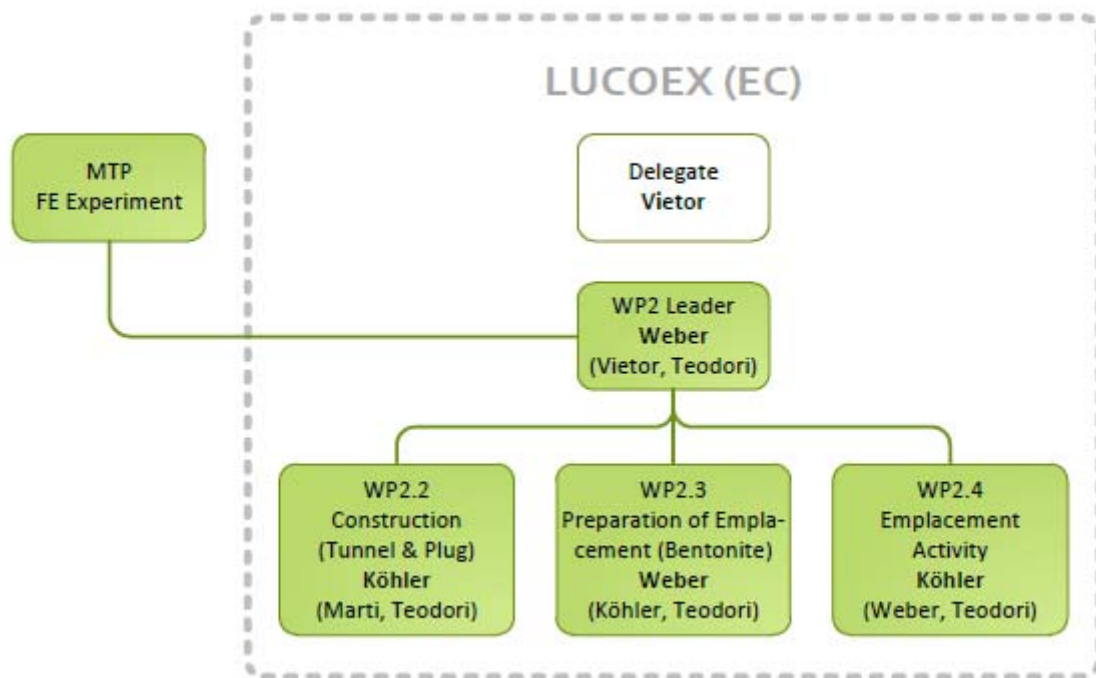 LUCOEX (EC)
MTP
FE Experiment
Delegate
Vietor
WP2 Leader
Weber
(Vietor, Teodori)
WP2.2
Construction
(Tunnel & Plug)
Köhler
(Marti, Teodori)
WP2.3
Preparation of Empla-
cement (Bentonite)
Weber
(Köhler, Teodori)
WP2.4
Emplacement
Activity
Köhler
(Weber, Teodori)